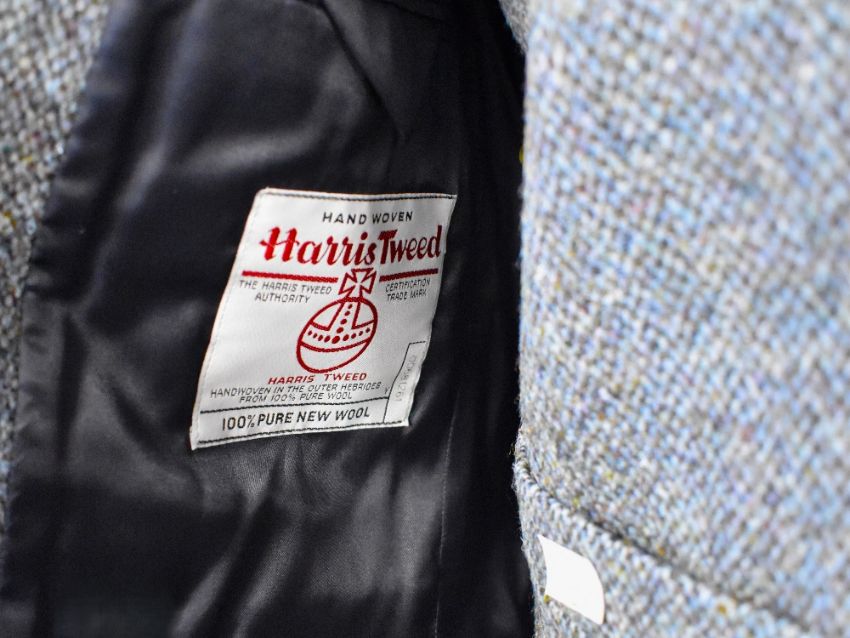 HAND WOVEN
Harris Tweed
THE HARRIS TWEED AUTHORITY
CERTIFICATION TRADE MARK
HARRIS TWEED
HANDWOVEN IN THE OUTER HEBRIDES
FROM 100% PURE WOOL
100% PURE NEW WOOL